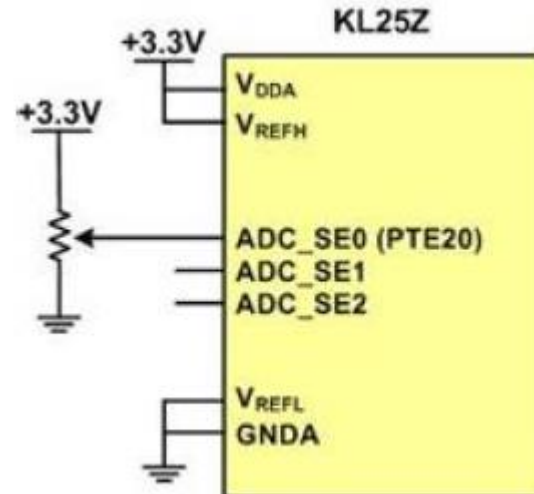 KL25Z
+3.3V
VDDA
+3.3V
VREFH
ADC_SE0 (PTE20)
ADC_SE1
ADC_SE2
VREFL
GNDA